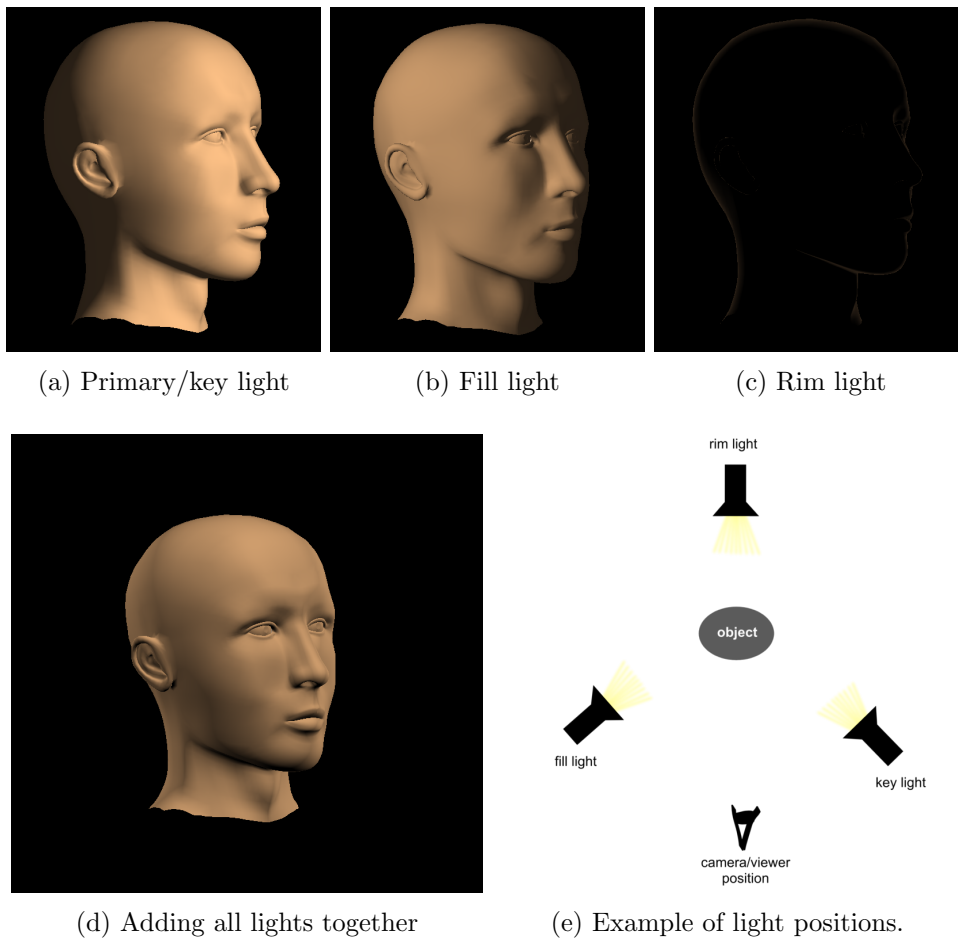 (a) Primary/key light
(b) Fill light
(c) Rim light
rim light
object
fill light
key light
camera/viewer
position
(d) Adding all lights together
(e) Example of light positions.